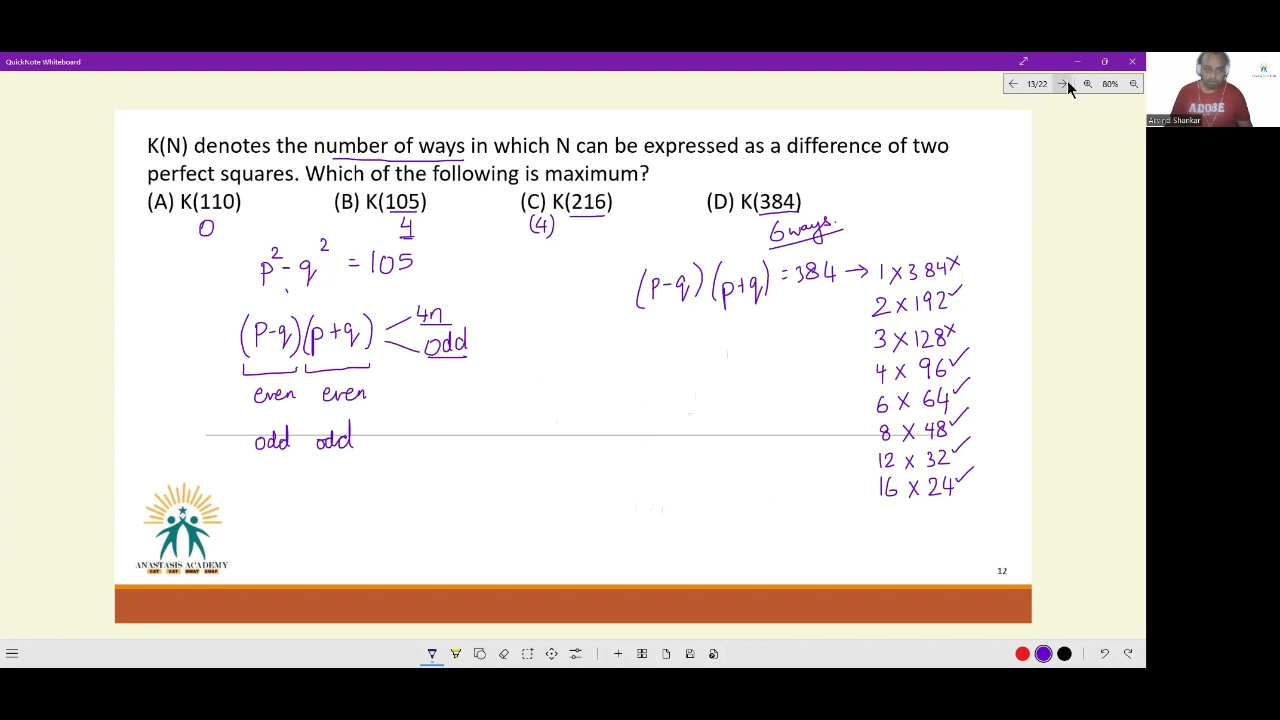 QuickNote Whiteboard
13/22
80%
ADOBE
Arvind Shankar
K(N) denotes the number of ways in which N can be expressed as a difference of two
perfect squares. Which of the following is maximum?
(A) K(110) (B) K(105) (C) K(216) (D) K(384)
0 4 (4) 6 ways.
p² - q² = 105
(p-q)(p+q) = 384 → 1 x 384 x
2 x 192 ✓
3 x 128 x
4 x 96 ✓
6 x 64 ✓
8 x 48 ✓
12 x 32 ✓
16 x 24 ✓
(p-q)(p+q) < 4n
odd
even even
odd odd
ANASTASIS ACADEMY
12